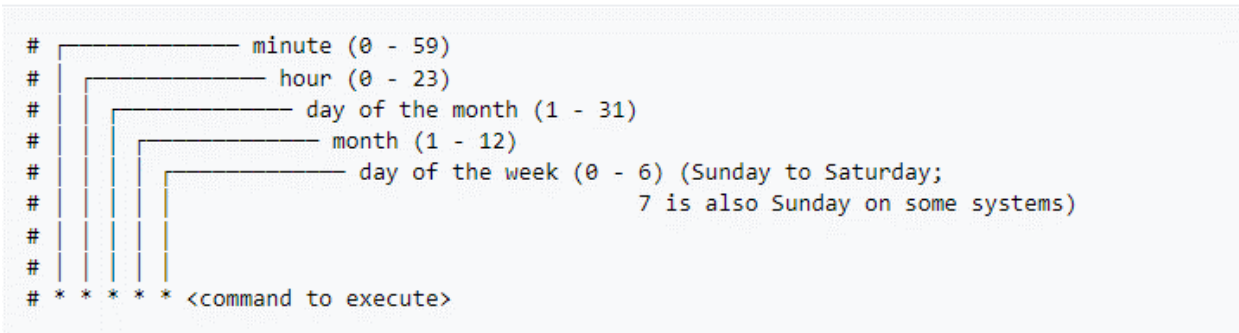 # ┌───────────── minute (0 - 59)
# │ ┌───────────── hour (0 - 23)
# │ │ ┌───────────── day of the month (1 - 31)
# │ │ │ ┌───────────── month (1 - 12)
# │ │ │ │ ┌───────────── day of the week (0 - 6) (Sunday to Saturday;
# │ │ │ │ │                                   7 is also Sunday on some systems)
# │ │ │ │ │
# │ │ │ │ │
# * * * * * <command to execute>